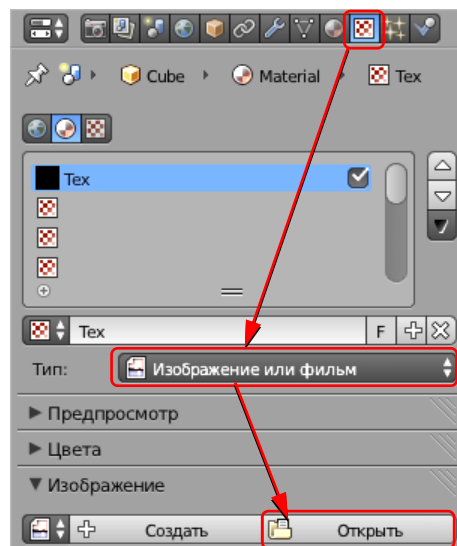 Cube Material Tex
Tex
Tex F
Тип: Изображение или фильм
Предпросмотр
Цвета
Изображение
Создать Открыть